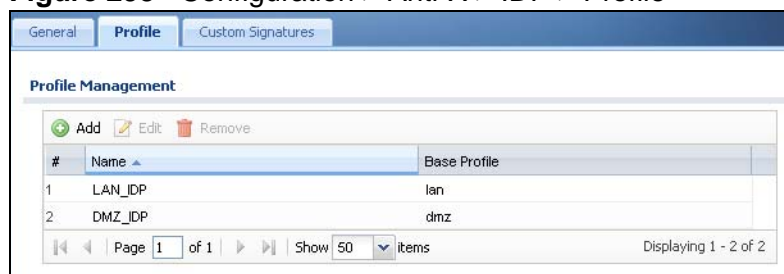 General Profile Custom Signatures
Profile Management
Add Edit Remove
# Name Base Profile
1 LAN_IDP lan
2 DMZ_IDP dmz
Page 1 of 1 Show 50 items Displaying 1 - 2 of 2